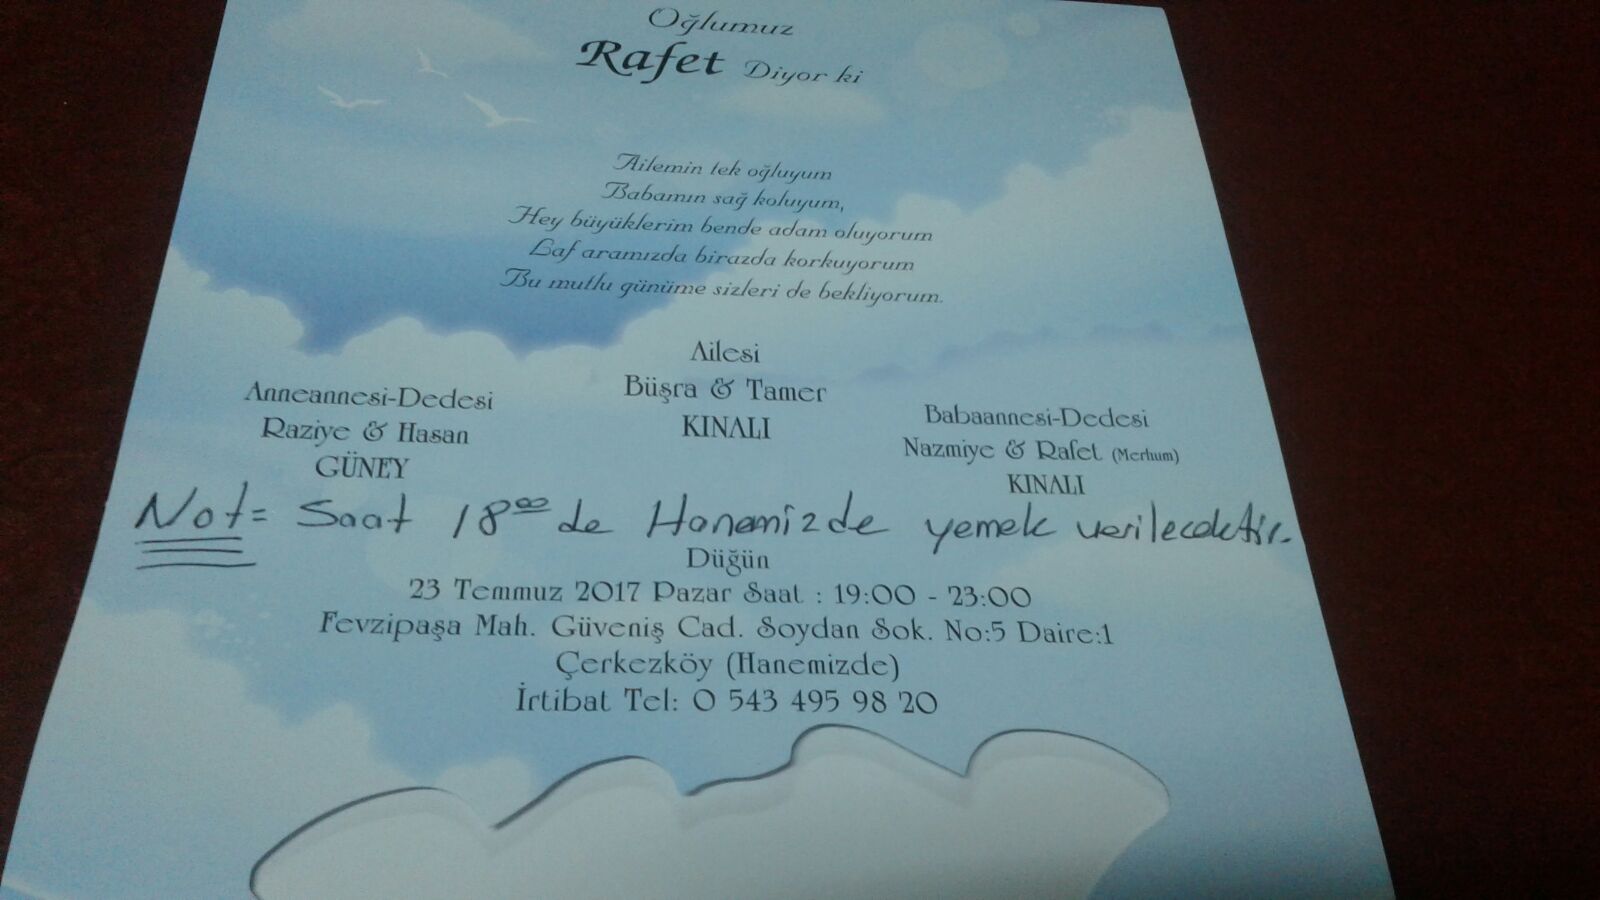 Oğlumuz
Rafet Diyor ki
Ailemin tek oğluyum
Babamın sağ koluyum,
Hey büyüklerim bende adam oluyorum
Laf aramızda birazda korkuyorum
Bu mutlu günüme sizleri de bekliyorum.
Ailesi
Büşra & Tamer
KINALI
Anneannesi-Dedesi
Raziye & Hasan
GÜNEY
Babaannesi-Dedesi
Nazmiye & Rafet (Merhum)
KINALI
Not= Saat 18⁰⁰ de Hanemizde yemek verilecektir.
Düğün
23 Temmuz 2017 Pazar Saat : 19:00 - 23:00
Fevzipaşa Mah. Güveniş Cad. Soydan Sok. No:5 Daire:1
Çerkezköy (Hanemizde)
İrtibat Tel: 0 543 495 98 20